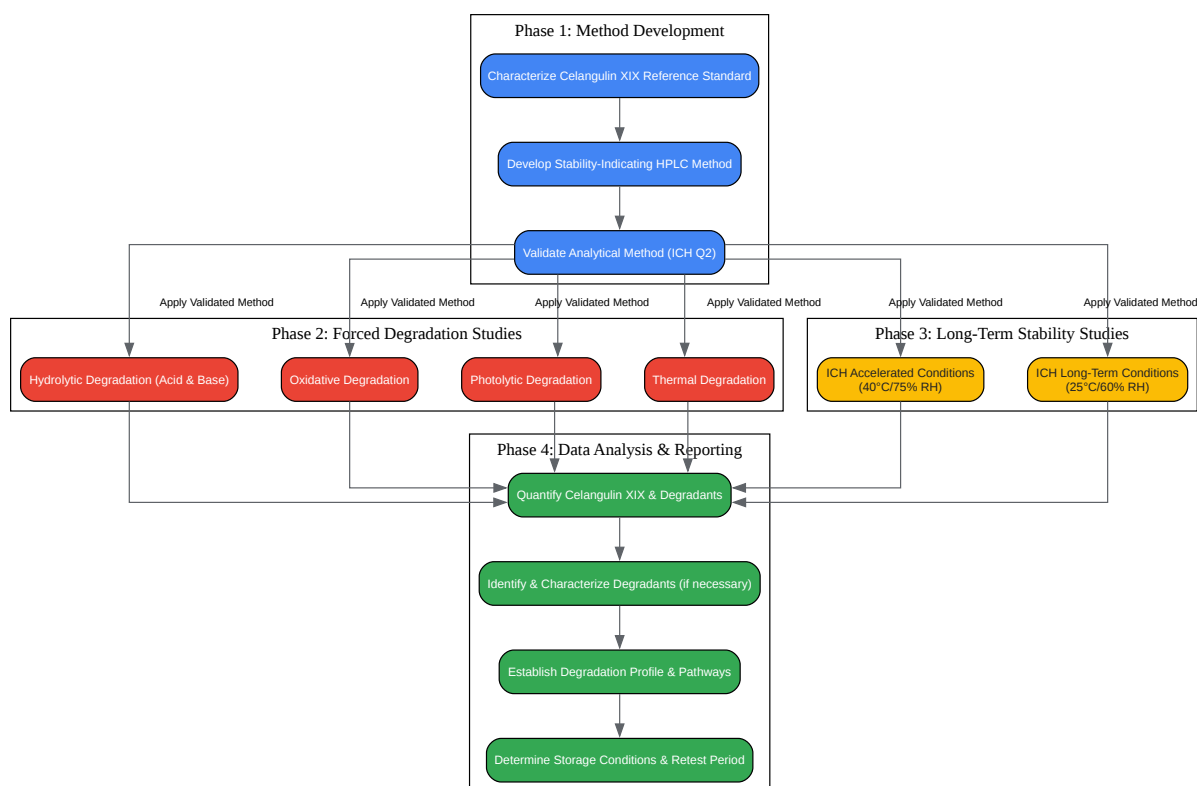 Phase 1: Method Development
Characterize Celangulin XIX Reference Standard
Develop Stability-Indicating HPLC Method
Validate Analytical Method (ICH Q2)
Apply Validated Method
Apply Validated Method
Apply Validated Method
Apply Validated Method
Apply Validated Method
Apply Validated Method
Phase 2: Forced Degradation Studies
Hydrolytic Degradation (Acid & Base)
Oxidative Degradation
Photolytic Degradation
Thermal Degradation
Phase 3: Long-Term Stability Studies
ICH Accelerated Conditions
(40°C/75% RH)
ICH Long-Term Conditions
(25°C/60% RH)
Phase 4: Data Analysis & Reporting
Quantify Celangulin XIX & Degradants
Identify & Characterize Degradants (if necessary)
Establish Degradation Profile & Pathways
Determine Storage Conditions & Retest Period